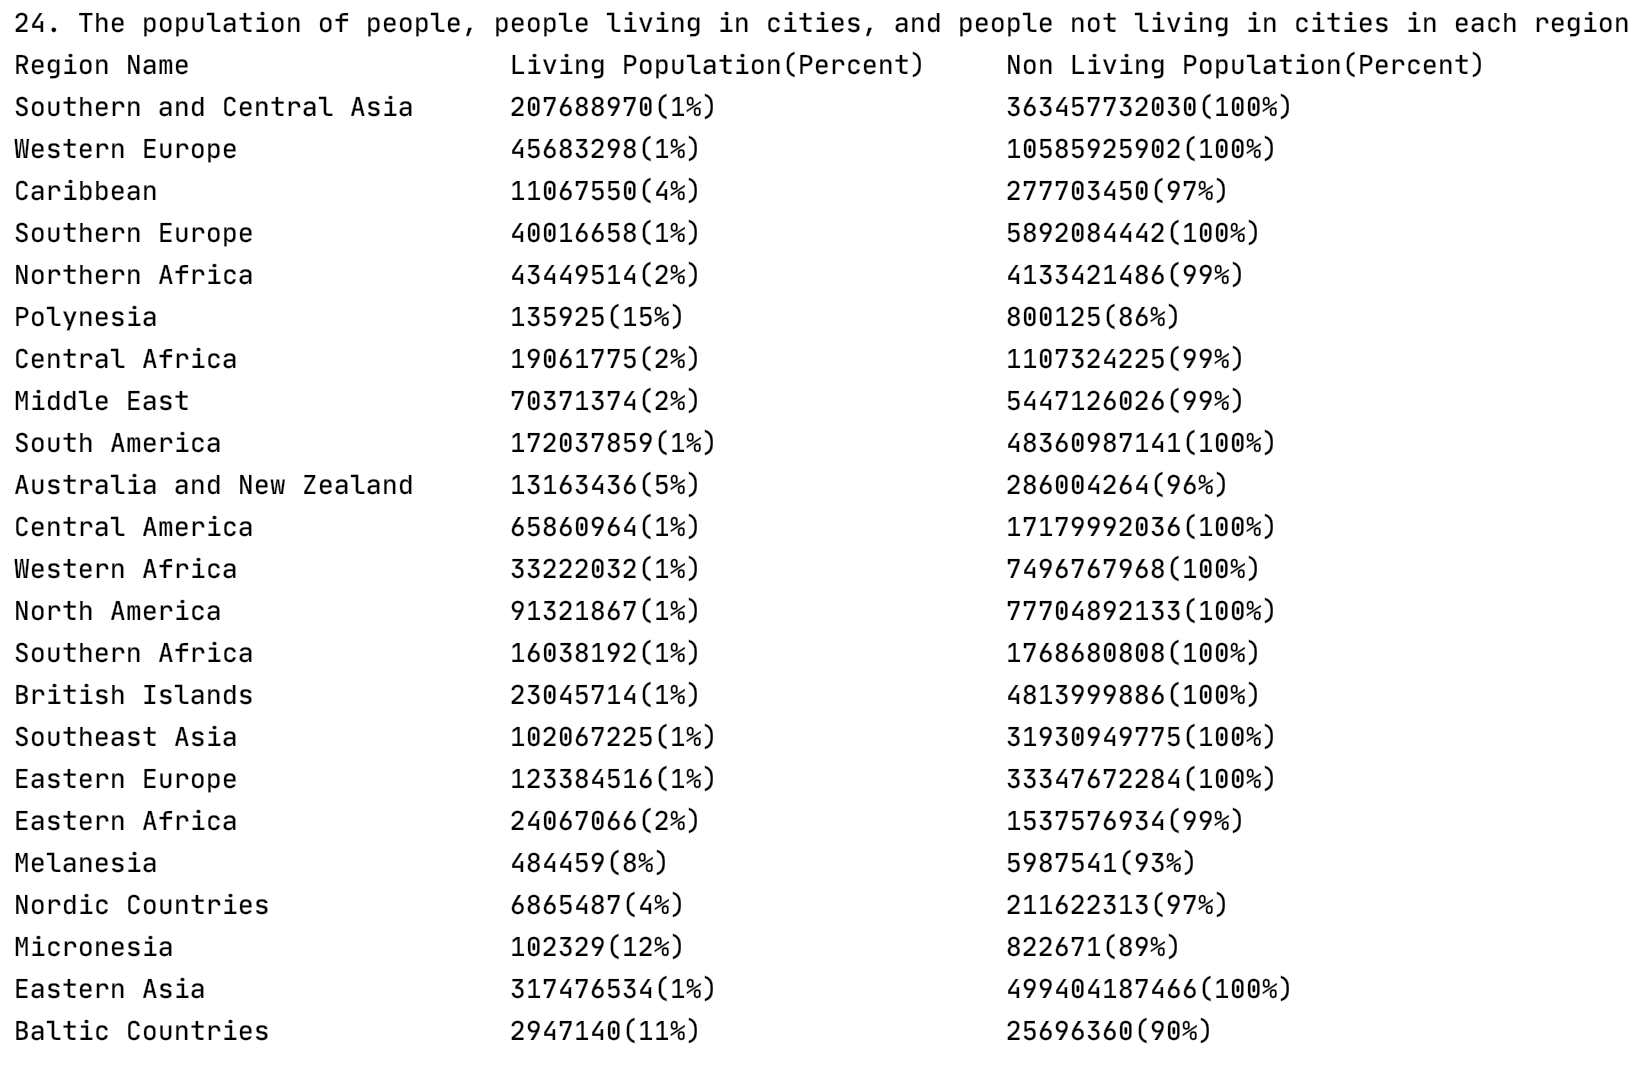 24. The population of people, people living in cities, and people not living in cities in each region
Region Name Living Population(Percent) Non Living Population(Percent)
Southern and Central Asia 207688970(1%) 363457732030(100%)
Western Europe 45683298(1%) 10585925902(100%)
Caribbean 11067550(4%) 277703450(97%)
Southern Europe 40016658(1%) 5892084442(100%)
Northern Africa 43449514(2%) 4133421486(99%)
Polynesia 135925(15%) 800125(86%)
Central Africa 19061775(2%) 1107324225(99%)
Middle East 70371374(2%) 5447126026(99%)
South America 172037859(1%) 48360987141(100%)
Australia and New Zealand 13163436(5%) 286004264(96%)
Central America 65860964(1%) 17179992036(100%)
Western Africa 33222032(1%) 7496767968(100%)
North America 91321867(1%) 77704892133(100%)
Southern Africa 16038192(1%) 1768680808(100%)
British Islands 23045714(1%) 4813999886(100%)
Southeast Asia 102067225(1%) 31930949775(100%)
Eastern Europe 123384516(1%) 33347672284(100%)
Eastern Africa 24067066(2%) 1537576934(99%)
Melanesia 484459(8%) 5987541(93%)
Nordic Countries 6865487(4%) 211622313(97%)
Micronesia 102329(12%) 822671(89%)
Eastern Asia 317476534(1%) 499404187466(100%)
Baltic Countries 2947140(11%) 25696360(90%)